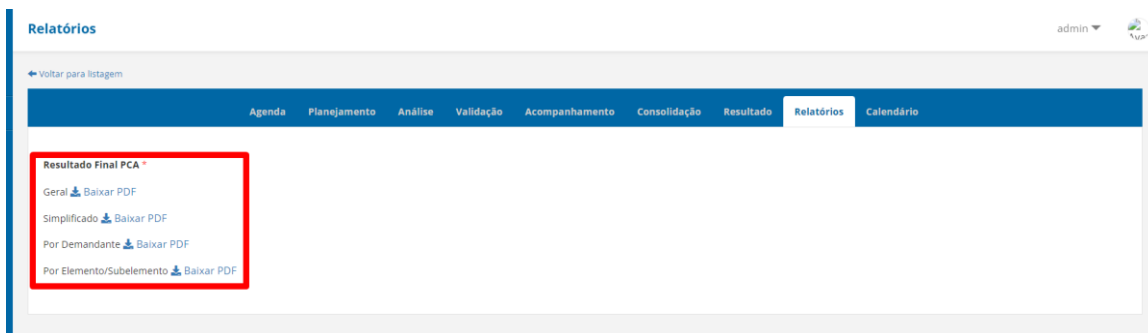 Relatórios
admin
Voltar para listagem
Agenda Planejamento Análise Validação Acompanhamento Consolidação Resultado Relatórios Calendário
Resultado Final PCA *
Geral Baixar PDF
Simplificado Baixar PDF
Por Demandante Baixar PDF
Por Elemento/Subelemento Baixar PDF